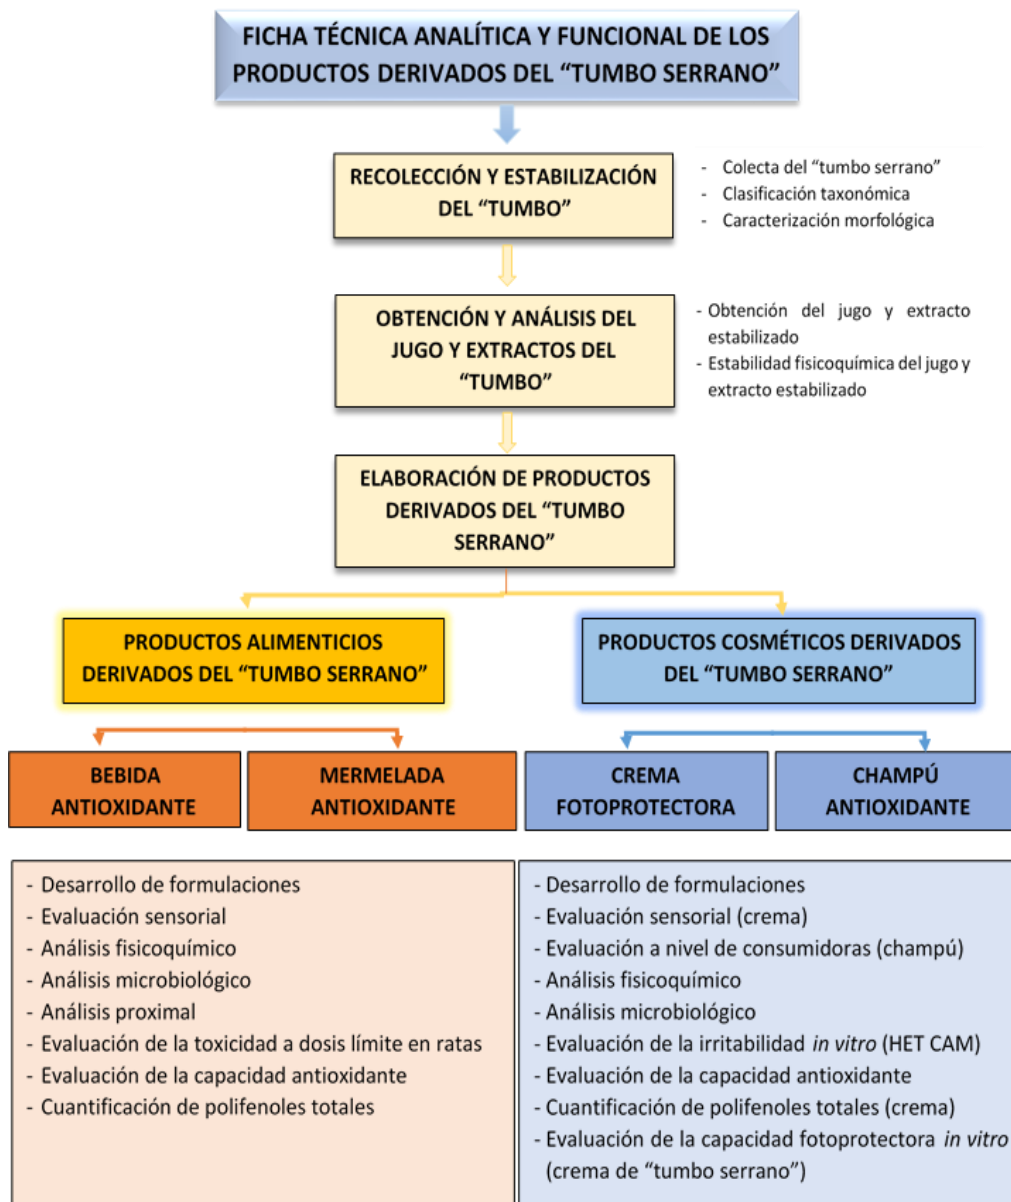 FICHA TÉCNICA ANALÍTICA Y FUNCIONAL DE LOS
PRODUCTOS DERIVADOS DEL “TUMBO SERRANO”
RECOLECCIÓN Y ESTABILIZACIÓN
DEL “TUMBO”
- Colecta del “tumbo serrano”
- Clasificación taxonómica
- Caracterización morfológica
OBTENCIÓN Y ANÁLISIS DEL
JUGO Y EXTRACTOS DEL
“TUMBO”
- Obtención del jugo y extracto
estabilizado
- Estabilidad fisicoquímica del jugo y
extracto estabilizado
ELABORACIÓN DE PRODUCTOS
DERIVADOS DEL “TUMBO
SERRANO”
PRODUCTOS ALIMENTICIOS
DERIVADOS DEL “TUMBO SERRANO”
PRODUCTOS COSMÉTICOS DERIVADOS
DEL “TUMBO SERRANO”
BEBIDA
ANTIOXIDANTE
MERMELADA
ANTIOXIDANTE
CREMA
FOTOPROTECTORA
CHAMPÚ
ANTIOXIDANTE
- Desarrollo de formulaciones
- Evaluación sensorial
- Análisis fisicoquímico
- Análisis microbiológico
- Análisis proximal
- Evaluación de la toxicidad a dosis límite en ratas
- Evaluación de la capacidad antioxidante
- Cuantificación de polifenoles totales
- Desarrollo de formulaciones
- Evaluación sensorial (crema)
- Evaluación a nivel de consumidoras (champú)
- Análisis fisicoquímico
- Análisis microbiológico
- Evaluación de la irritabilidad in vitro (HET CAM)
- Evaluación de la capacidad antioxidante
- Cuantificación de polifenoles totales (crema)
- Evaluación de la capacidad fotoprotectora in vitro
(crema de “tumbo serrano”)